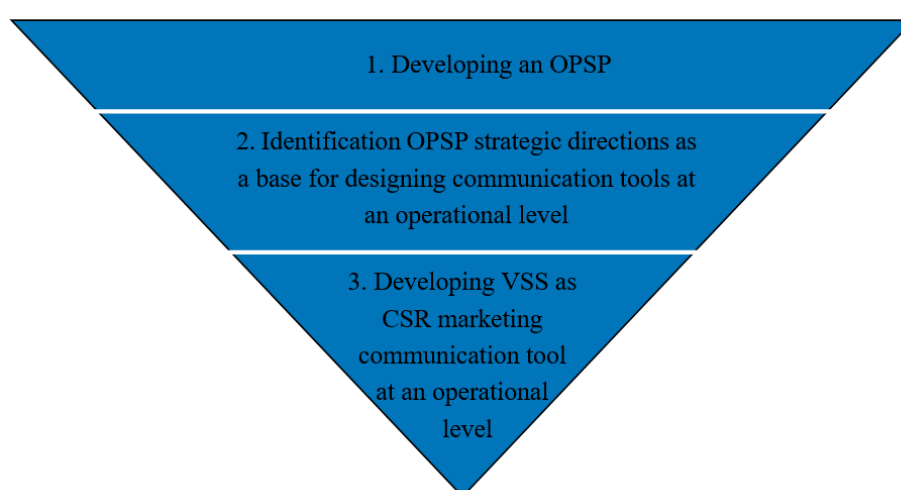 1. Developing an OPSP
2. Identification OPSP strategic directions as
a base for designing communication tools at
an operational level
3. Developing VSS as
CSR marketing
communication tool
at an operational
level